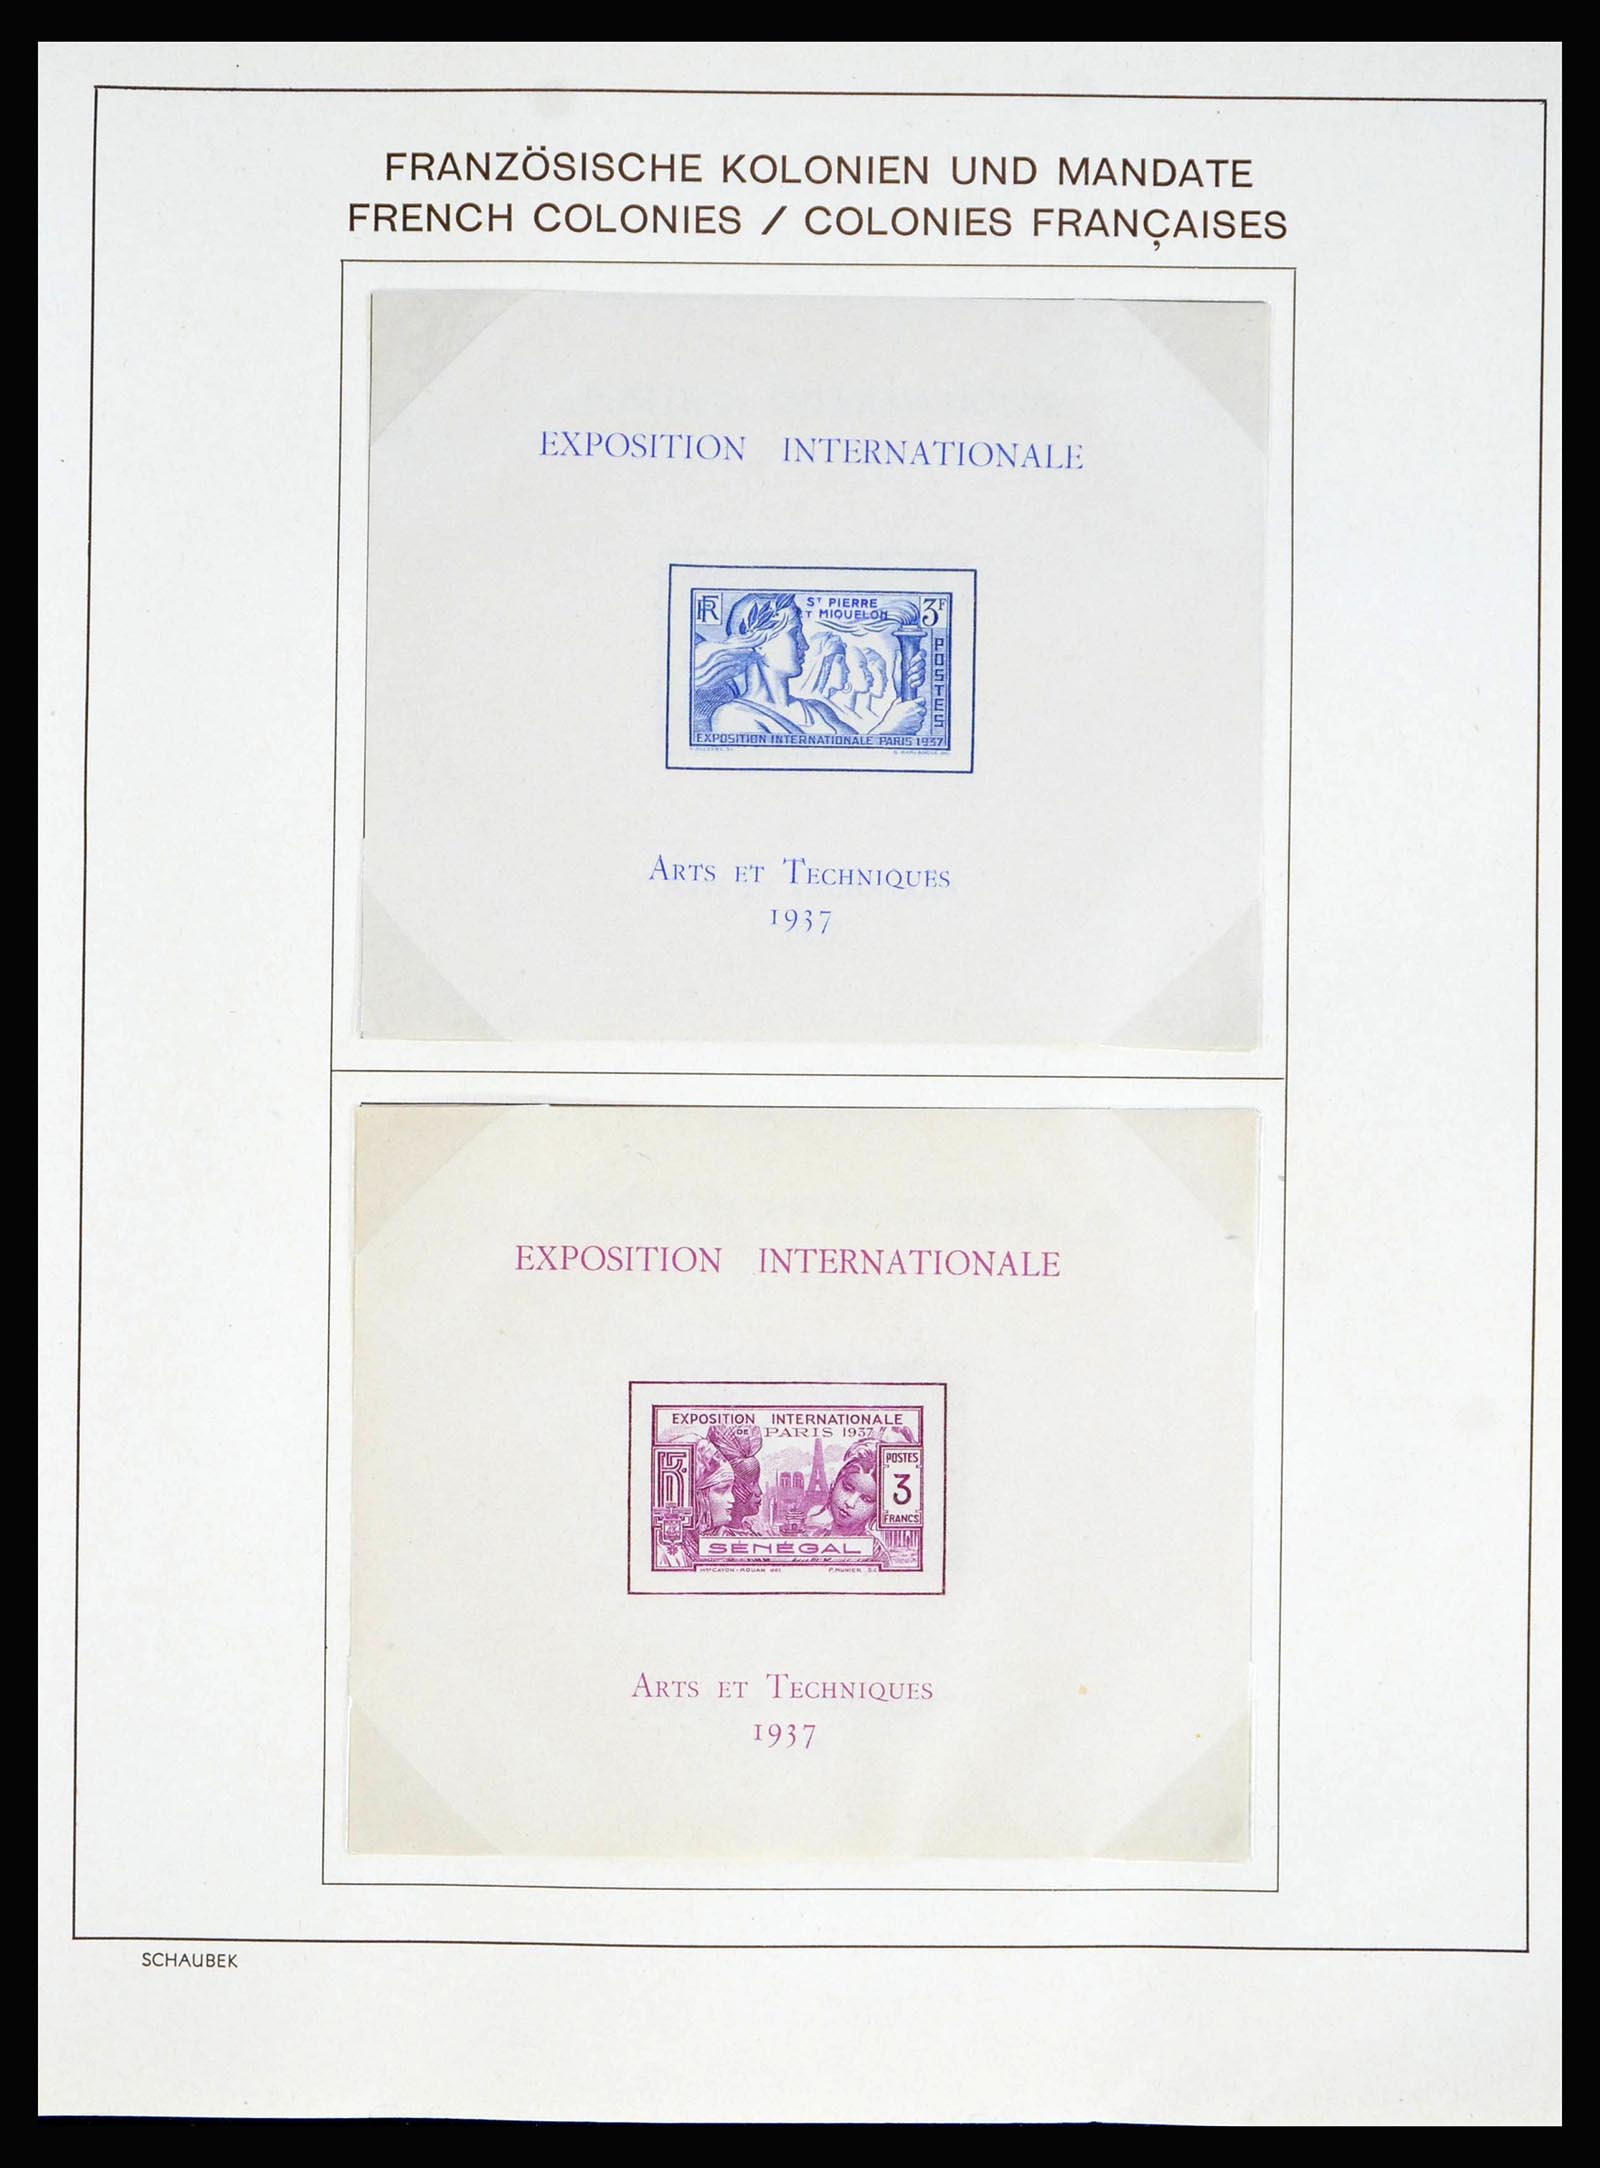 FRANZÖSISCHE KOLONIEN UND MANDATE
FRENCH COLONIES / COLONIES FRANÇAISES
EXPOSITION INTERNATIONALE
RF
ST PIERRE
ET MIQUELON
3F
POSTES
EXPOSITION INTERNATIONALE PARIS 1937
ARTS ET TECHNIQUES
1937
EXPOSITION INTERNATIONALE
EXPOSITION INTERNATIONALE
DE PARIS 1937
RF
POSTES
3
FRANCS
SÉNÉGAL
ARTS ET TECHNIQUES
1937
SCHAUBEK